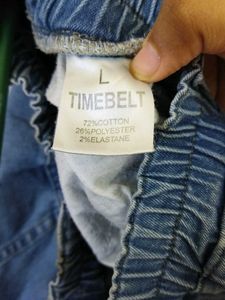 L
TIMEBELT
72%COTTON
26%POLYESTER
2%ELASTANE